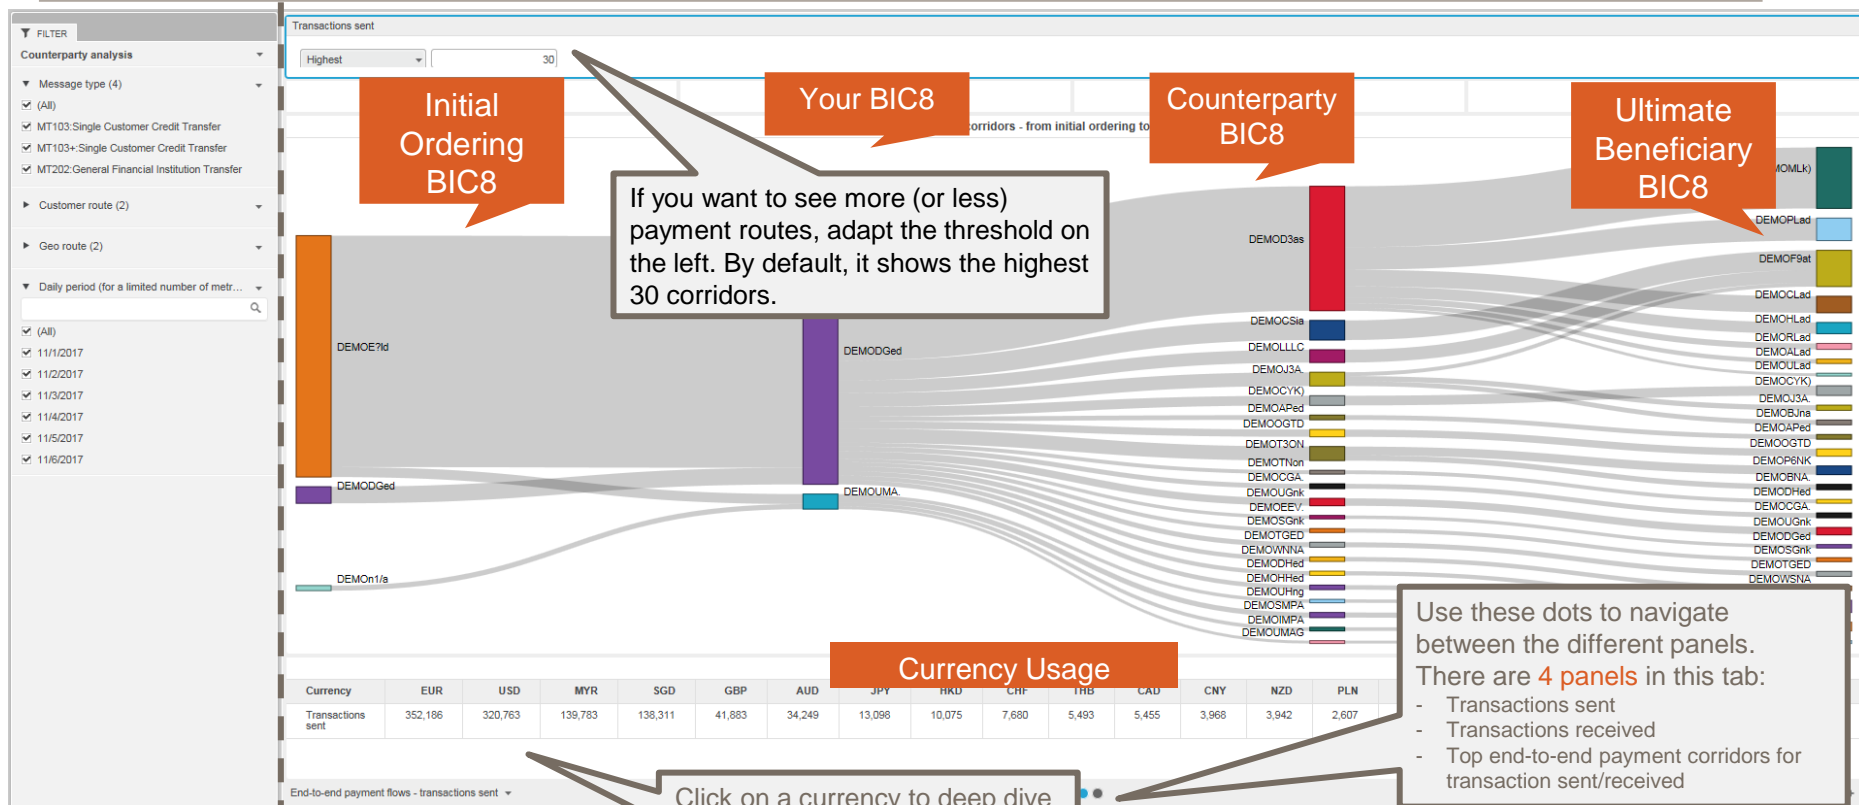 FILTER
Counterparty analysis
Message type (4)
(All)
MT103:Single Customer Credit Transfer
MT103+:Single Customer Credit Transfer
MT202:General Financial Institution Transfer
Customer route (2)
Geo route (2)
Daily period (for a limited number of metr...
(All)
11/1/2017
11/2/2017
11/3/2017
11/4/2017
11/5/2017
11/6/2017
Transactions sent
Highest 30
Initial
Ordering
BIC8
Your BIC8
Counterparty
BIC8
Ultimate
Beneficiary
BIC8
orridors - from initial ordering to
If you want to see more (or less)
payment routes, adapt the threshold on
the left. By default, it shows the highest
30 corridors.
DEMOE?ld
DEMODGed
DEMOn1/a
DEMODGed
DEMOUMA.
DEMOD3as
DEMOCSia
DEMOLLLC
DEMOJ3A.
DEMOCYK)
DEMOAPed
DEMOOGTD
DEMOT3ON
DEMOTNon
DEMOCGA.
DEMOUGnk
DEMOEEV.
DEMOSGnk
DEMOTGED
DEMOWNNA
DEMODHed
DEMOHHed
DEMOUHng
DEMOSMPA
DEMOIMPA
DEMOUMAG
MOMLk)
DEMOPLad
DEMOF9at
DEMOCLad
DEMOHLad
DEMORLad
DEMOALad
DEMOULad
DEMOCYK)
DEMOJ3A.
DEMOBJna
DEMOAPed
DEMOOGTD
DEMOP6NK
DEMOBNA.
DEMODHed
DEMOCGA.
DEMOUGnk
DEMODGed
DEMOSGnk
DEMOTGED
DEMOWSNA
Currency Usage
Currency EUR USD MYR SGD GBP AUD JPY HKD CHF THB CAD CNY NZD PLN
Transactions sent 352,186 320,763 139,783 138,311 41,883 34,249 13,098 10,075 7,680 5,493 5,455 3,968 3,942 2,607
Use these dots to navigate
between the different panels.
There are 4 panels in this tab:
- Transactions sent
- Transactions received
- Top end-to-end payment corridors for
transaction sent/received
Click on a currency to deep dive
End-to-end payment flows - transactions sent